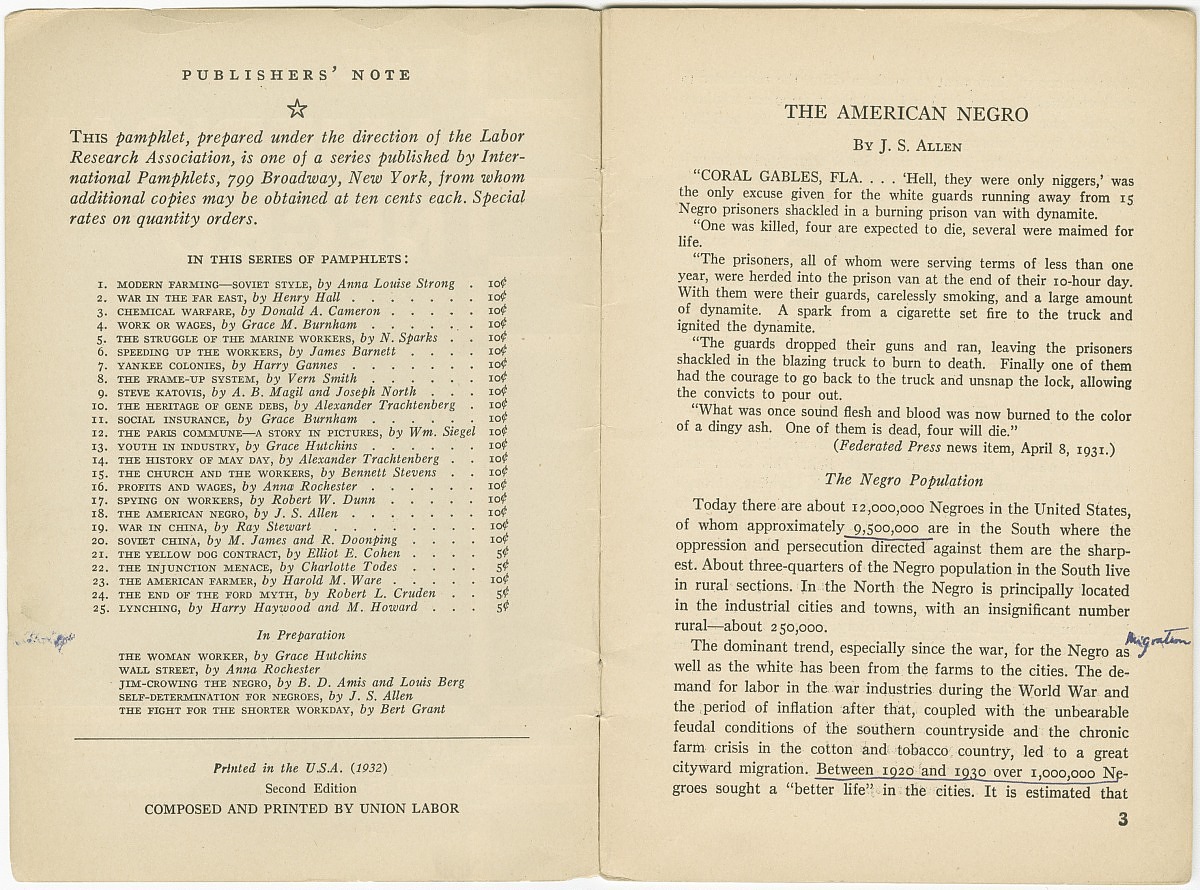 PUBLISHERS' NOTE
☆
THIS pamphlet, prepared under the direction of the Labor
Research Association, is one of a series published by Inter-
national Pamphlets, 799 Broadway, New York, from whom
additional copies may be obtained at ten cents each. Special
rates on quantity orders.
IN THIS SERIES OF PAMPHLETS:
1. MODERN FARMING—SOVIET STYLE, by Anna Louise Strong . 10¢
2. WAR IN THE FAR EAST, by Henry Hall . . . . . . . 10¢
3. CHEMICAL WARFARE, by Donald A. Cameron . . . . . 10¢
4. WORK OR WAGES, by Grace M. Burnham . . . . . . 10¢
5. THE STRUGGLE OF THE MARINE WORKERS, by N. Sparks . . 10¢
6. SPEEDING UP THE WORKERS, by James Barnett . . . . 10¢
7. YANKEE COLONIES, by Harry Gannes . . . . . . . 10¢
8. THE FRAME-UP SYSTEM, by Vern Smith . . . . . . 10¢
9. STEVE KATOVIS, by A. B. Magil and Joseph North . . . 10¢
10. THE HERITAGE OF GENE DEBS, by Alexander Trachtenberg . 10¢
11. SOCIAL INSURANCE, by Grace Burnham . . . . . . 10¢
12. THE PARIS COMMUNE—A STORY IN PICTURES, by Wm. Siegel 10¢
13. YOUTH IN INDUSTRY, by Grace Hutchins . . . . . . 10¢
14. THE HISTORY OF MAY DAY, by Alexander Trachtenberg . . 10¢
15. THE CHURCH AND THE WORKERS, by Bennett Stevens . . 10¢
16. PROFITS AND WAGES, by Anna Rochester . . . . . . 10¢
17. SPYING ON WORKERS, by Robert W. Dunn . . . . . 10¢
18. THE AMERICAN NEGRO, by J. S. Allen . . . . . . . 10¢
19. WAR IN CHINA, by Ray Stewart . . . . . . . . 10¢
20. SOVIET CHINA, by M. James and R. Doonping . . . . 10¢
21. THE YELLOW DOG CONTRACT, by Elliot E. Cohen . . . 5¢
22. THE INJUNCTION MENACE, by Charlotte Todes . . . . 5¢
23. THE AMERICAN FARMER, by Harold M. Ware . . . . . 10¢
24. THE END OF THE FORD MYTH, by Robert L. Cruden . . 5¢
25. LYNCHING, by Harry Haywood and M. Howard . . . 5¢
In Preparation
THE WOMAN WORKER, by Grace Hutchins
WALL STREET, by Anna Rochester
JIM-CROWING THE NEGRO, by B. D. Amis and Louis Berg
SELF-DETERMINATION FOR NEGROES, by J. S. Allen
THE FIGHT FOR THE SHORTER WORKDAY, by Bert Grant
Printed in the U.S.A. (1932)
Second Edition
COMPOSED AND PRINTED BY UNION LABOR
THE AMERICAN NEGRO
BY J. S. ALLEN
"CORAL GABLES, FLA. . . . 'Hell, they were only niggers,' was
the only excuse given for the white guards running away from 15
Negro prisoners shackled in a burning prison van with dynamite.
"One was killed, four are expected to die, several were maimed for
life.
"The prisoners, all of whom were serving terms of less than one
year, were herded into the prison van at the end of their 10-hour day.
With them were their guards, carelessly smoking, and a large amount
of dynamite. A spark from a cigarette set fire to the truck and
ignited the dynamite.
"The guards dropped their guns and ran, leaving the prisoners
shackled in the blazing truck to burn to death. Finally one of them
had the courage to go back to the truck and unsnap the lock, allowing
the convicts to pour out.
"What was once sound flesh and blood was now burned to the color
of a dingy ash. One of them is dead, four will die."
(Federated Press news item, April 8, 1931.)
The Negro Population
Today there are about 12,000,000 Negroes in the United States,
of whom approximately 9,500,000 are in the South where the
oppression and persecution directed against them are the sharp-
est. About three-quarters of the Negro population in the South live
in rural sections. In the North the Negro is principally located
in the industrial cities and towns, with an insignificant number
rural—about 250,000.
The dominant trend, especially since the war, for the Negro as
Migration
well as the white has been from the farms to the cities. The de-
mand for labor in the war industries during the World War and
the period of inflation after that, coupled with the unbearable
feudal conditions of the southern countryside and the chronic
farm crisis in the cotton and tobacco country, led to a great
cityward migration. Between 1920 and 1930 over 1,000,000 Ne-
groes sought a "better life" in the cities. It is estimated that
3